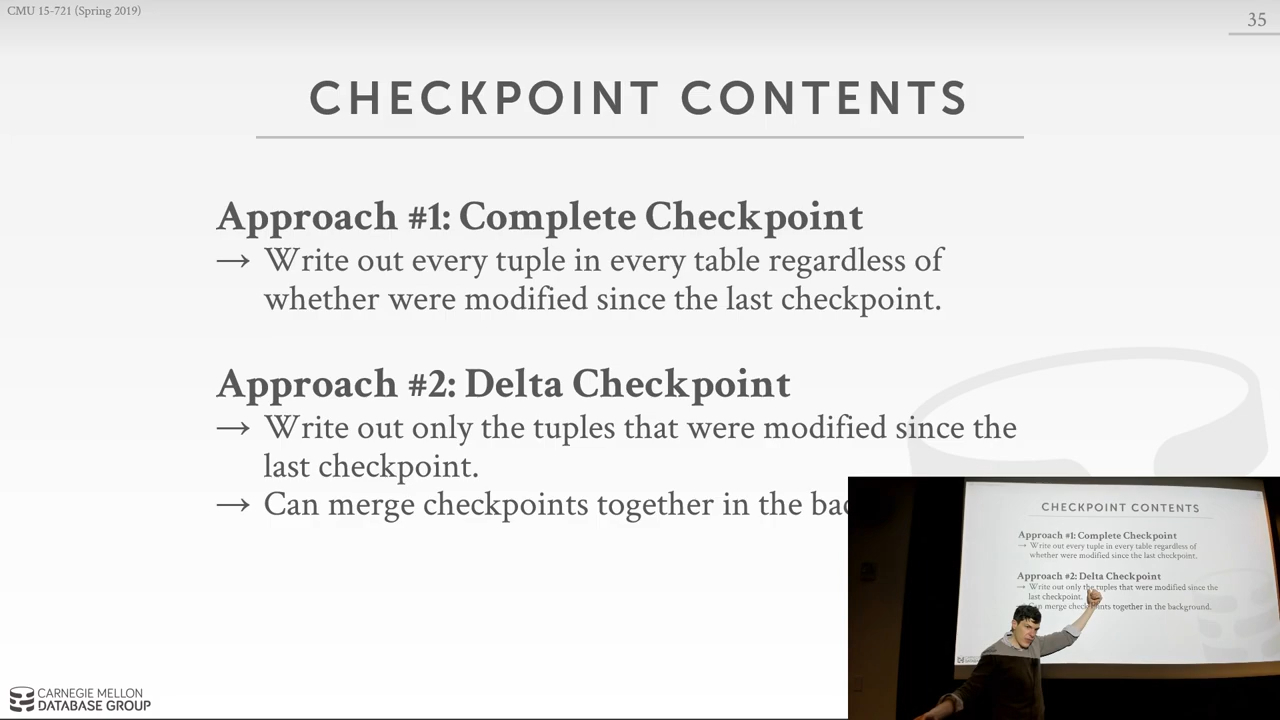 CMU 15-721 (Spring 2019)
35
CHECKPOINT CONTENTS
Approach #1: Complete Checkpoint
→ Write out every tuple in every table regardless of
whether were modified since the last checkpoint.
Approach #2: Delta Checkpoint
→ Write out only the tuples that were modified since the
last checkpoint.
→ Can merge checkpoints together in the bac
CHECKPOINT CONTENTS
Approach #1: Complete Checkpoint
→ Write out every tuple in every table regardless of
whether were modified since the last checkpoint.
Approach #2: Delta Checkpoint
→ Write out only the tuples that were modified since the
last checkpoint.
Can merge checkpoints together in the background.
CARNEGIE MELLON
DATABASE GROUP